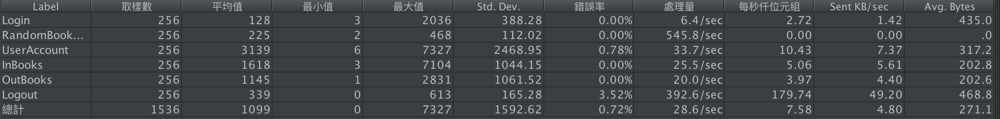 Label 取樣數 平均值 最小值 最大值 Std. Dev. 錯誤率 處理量 每秒仟位元組 Sent KB/sec Avg. Bytes
Login 256 128 3 2036 388.28 0.00% 6.4/sec 2.72 1.42 435.0
RandomBook... 256 225 2 468 112.02 0.00% 545.8/sec 0.00 0.00 .0
UserAccount 256 3139 6 7327 2468.95 0.78% 33.7/sec 10.43 7.37 317.2
InBooks 256 1618 3 7104 1044.15 0.00% 25.5/sec 5.06 5.61 202.8
OutBooks 256 1145 1 2831 1061.52 0.00% 20.0/sec 3.97 4.40 202.6
Logout 256 339 0 613 165.28 3.52% 392.6/sec 179.74 49.20 468.8
總計 1536 1099 0 7327 1592.62 0.72% 28.6/sec 7.58 4.80 271.1